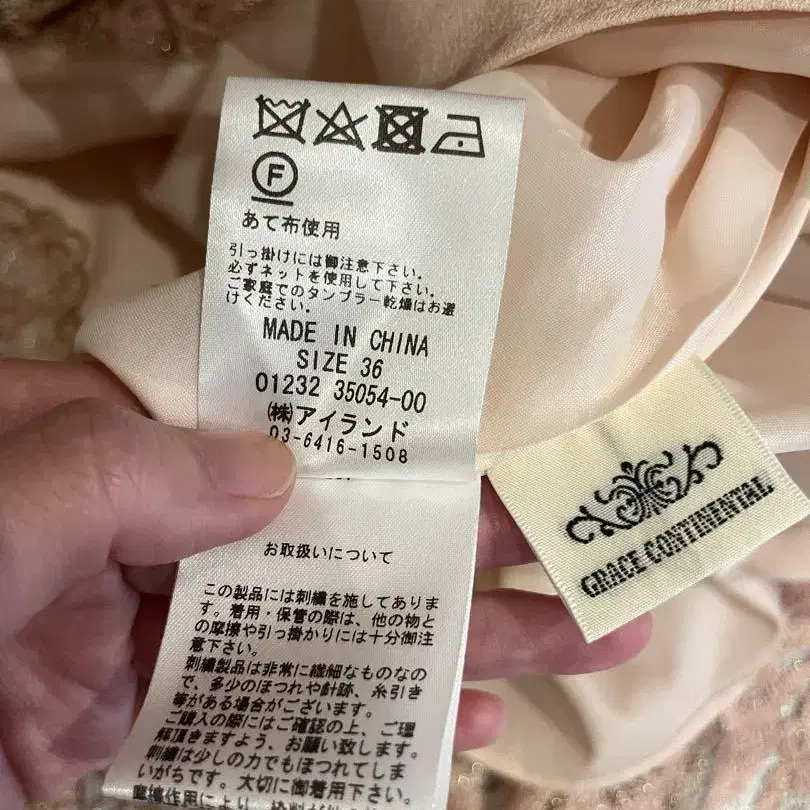 F
あて布使用
引っ掛けには御注意下さい。
必ずネットを使用して下さい。
ご家庭でのタンブラー乾燥はお避
けください。
MADE IN CHINA
SIZE 36
01232 35054-00
㈱アイランド
03-6416-1508
GRACE CONTINENTAL
お取扱いについて
この製品には刺繍を施してありま
す。着用・保管の際は、他の物と
の摩擦や引っ掛かりには十分御注
意下さい。
刺繍製品は非常に繊細なものなの
で、多少のほつれや針跡、糸引き
等がある場合がございます。
ご購入の際にはご確認の上、ご理
解頂きますよう、お願い致します。
刺繍は少しの力でもほつれてしま
いがちです。大切に御着用下さい。
摩擦作用により、